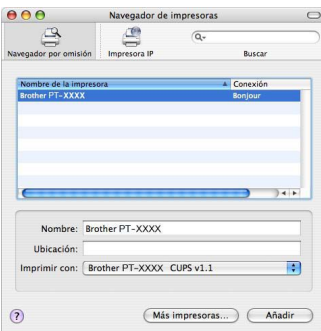 Navegador de impresoras
Navegador por omisión Impresora IP Buscar
Nombre de la impresora Conexión
Brother PT-XXXX Bonjour
Nombre: Brother PT-XXXX
Ubicación:
Imprimir con: Brother PT-XXXX CUPS v1.1
? Más impresoras... Añadir